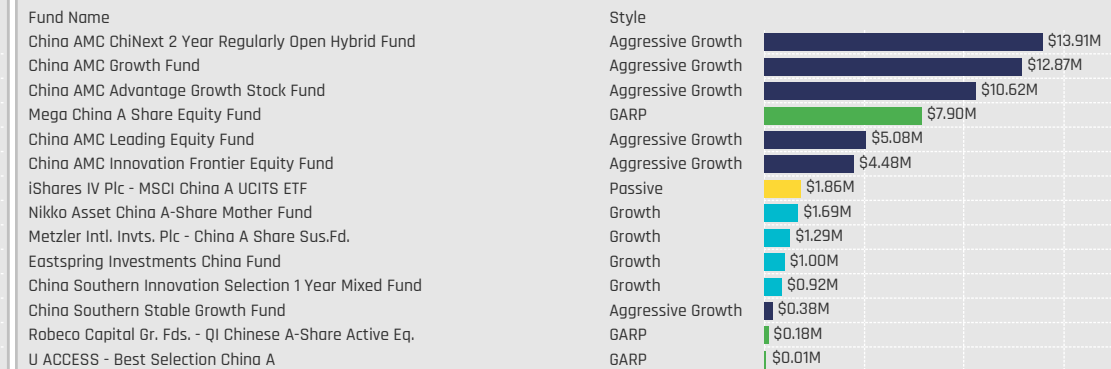 Fund Name Style
China AMC ChiNext 2 Year Regularly Open Hybrid Fund Aggressive Growth $13.91M
China AMC Growth Fund Aggressive Growth $12.87M
China AMC Advantage Growth Stock Fund Aggressive Growth $10.62M
Mega China A Share Equity Fund GARP $7.90M
China AMC Leading Equity Fund Aggressive Growth $5.08M
China AMC Innovation Frontier Equity Fund Aggressive Growth $4.48M
iShares IV Plc - MSCI China A UCITS ETF Passive $1.86M
Nikko Asset China A-Share Mother Fund Growth $1.69M
Metzler Intl. Invts. Plc - China A Share Sus.Fd. Growth $1.29M
Eastspring Investments China Fund Growth $1.00M
China Southern Innovation Selection 1 Year Mixed Fund Growth $0.92M
China Southern Stable Growth Fund Aggressive Growth $0.38M
Robeco Capital Gr. Fds. - QI Chinese A-Share Active Eq. GARP $0.18M
U ACCESS - Best Selection China A GARP $0.01M